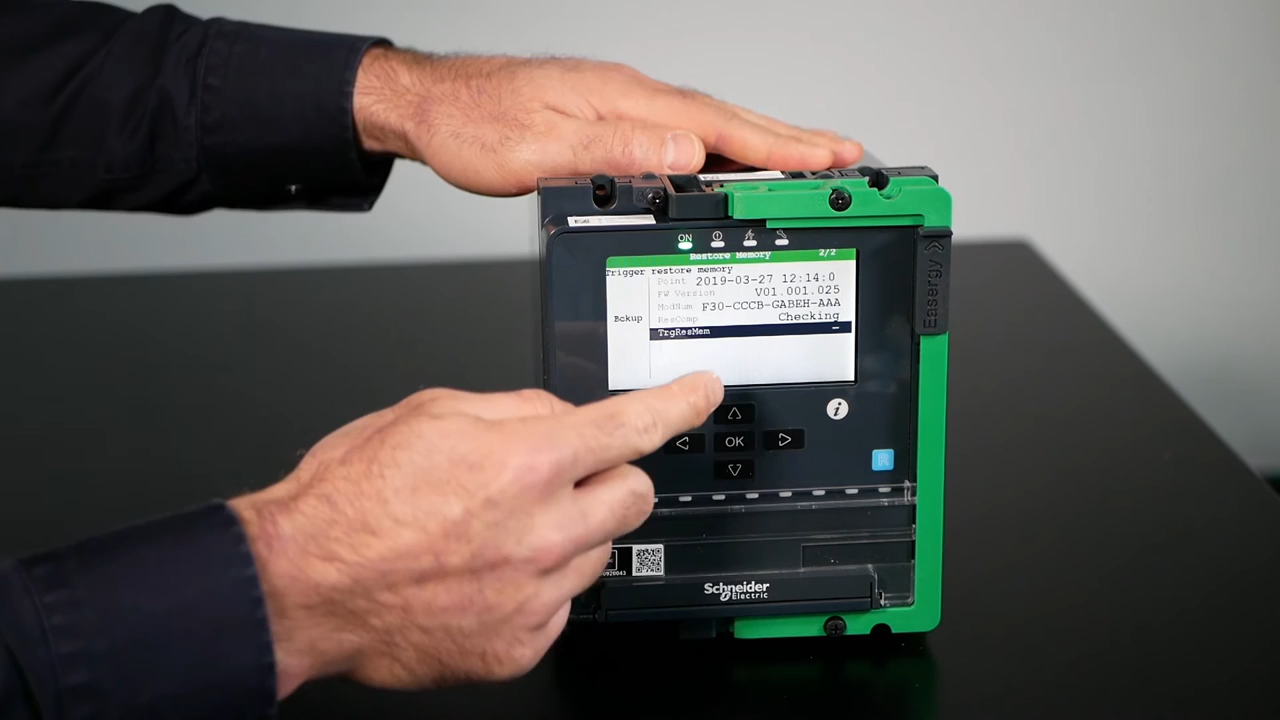 ON
Restore Memory 2/2
Trigger restore memory
Point 2019-03-27 12:14:0
FW Version V01.001.025
ModNum F30-CCCB-GABEH-AAA
Bckup
ResComp Checking
TrgResMem
Easergy
OK
i
R
Schneider
Electric